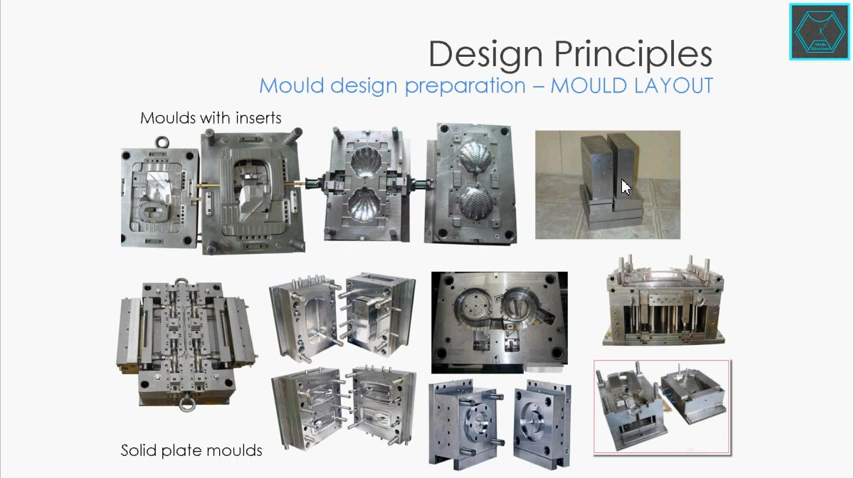 Design Principles
Mould design preparation – MOULD LAYOUT
Moulds with inserts
Solid plate moulds